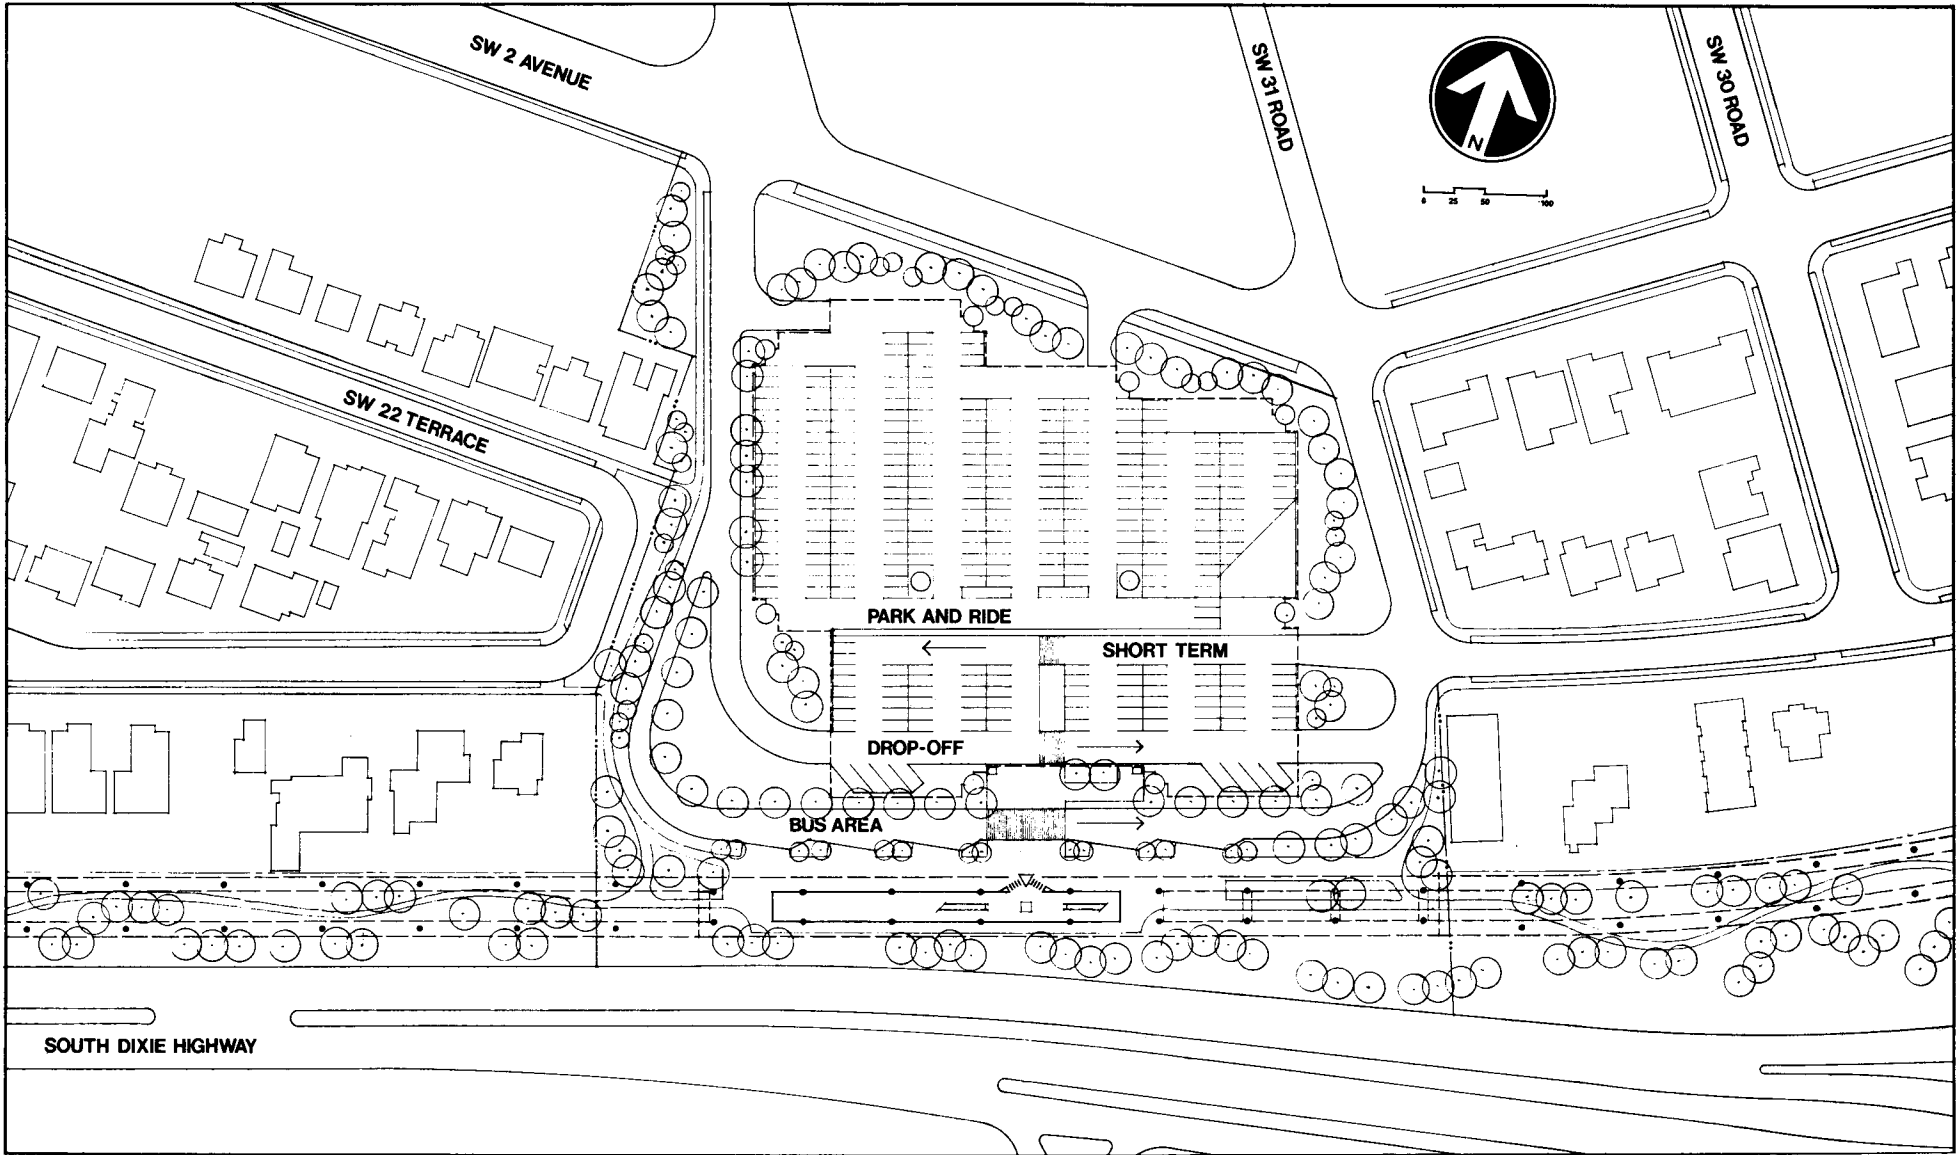 SW 2 AVENUE
SW 31 ROAD
SW 30 ROAD
N
0 25 50 100
SW 22 TERRACE
PARK AND RIDE
SHORT TERM
DROP-OFF
BUS AREA
SOUTH DIXIE HIGHWAY